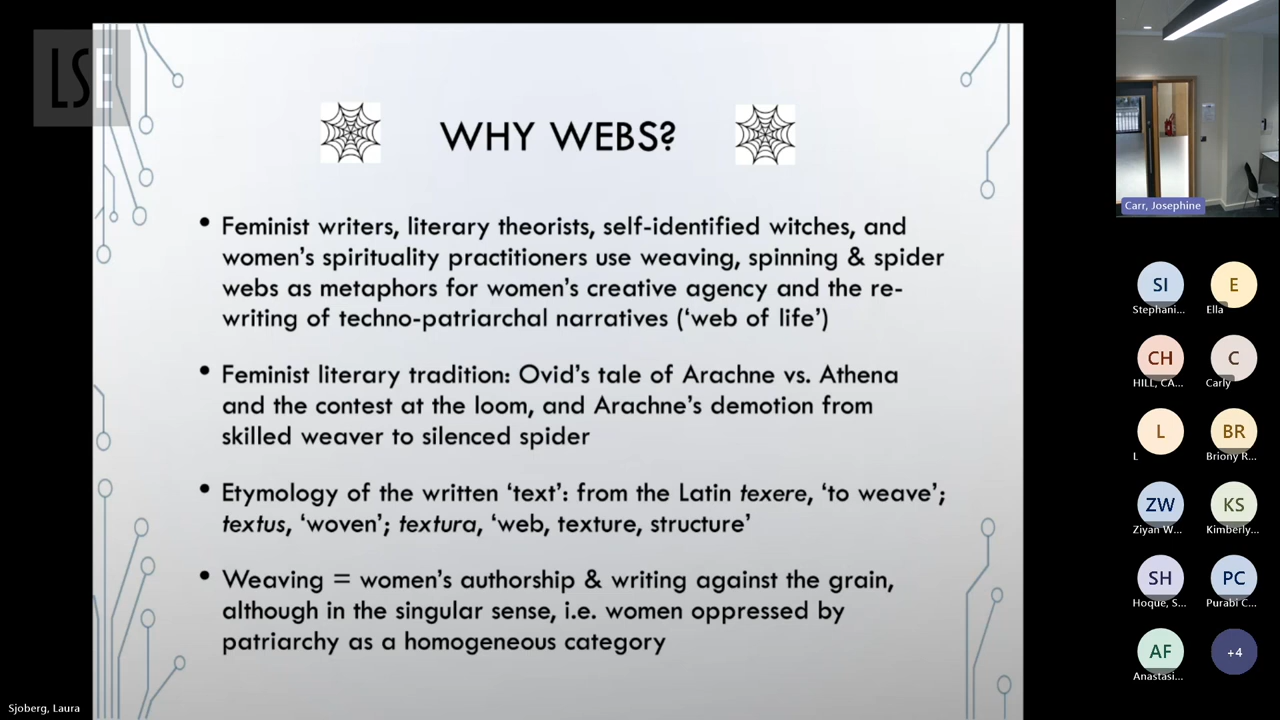 LSE
WHY WEBS?
• Feminist writers, literary theorists, self-identified witches, and
women’s spirituality practitioners use weaving, spinning & spider
webs as metaphors for women’s creative agency and the re-
writing of techno-patriarchal narratives (‘web of life’)
• Feminist literary tradition: Ovid’s tale of Arachne vs. Athena
and the contest at the loom, and Arachne’s demotion from
skilled weaver to silenced spider
• Etymology of the written ‘text’: from the Latin texere, ‘to weave’;
textus, ‘woven’; textura, ‘web, texture, structure’
• Weaving = women’s authorship & writing against the grain,
although in the singular sense, i.e. women oppressed by
patriarchy as a homogeneous category
Sjoberg, Laura
Carr, Josephine
SI
Stephani...
E
Ella
CH
HILL, CA...
C
Carly
L
L
BR
Briony R...
ZW
Ziyan W...
KS
Kimberly...
SH
Hoque, S...
PC
Purabi C...
AF
Anastasi...
+4